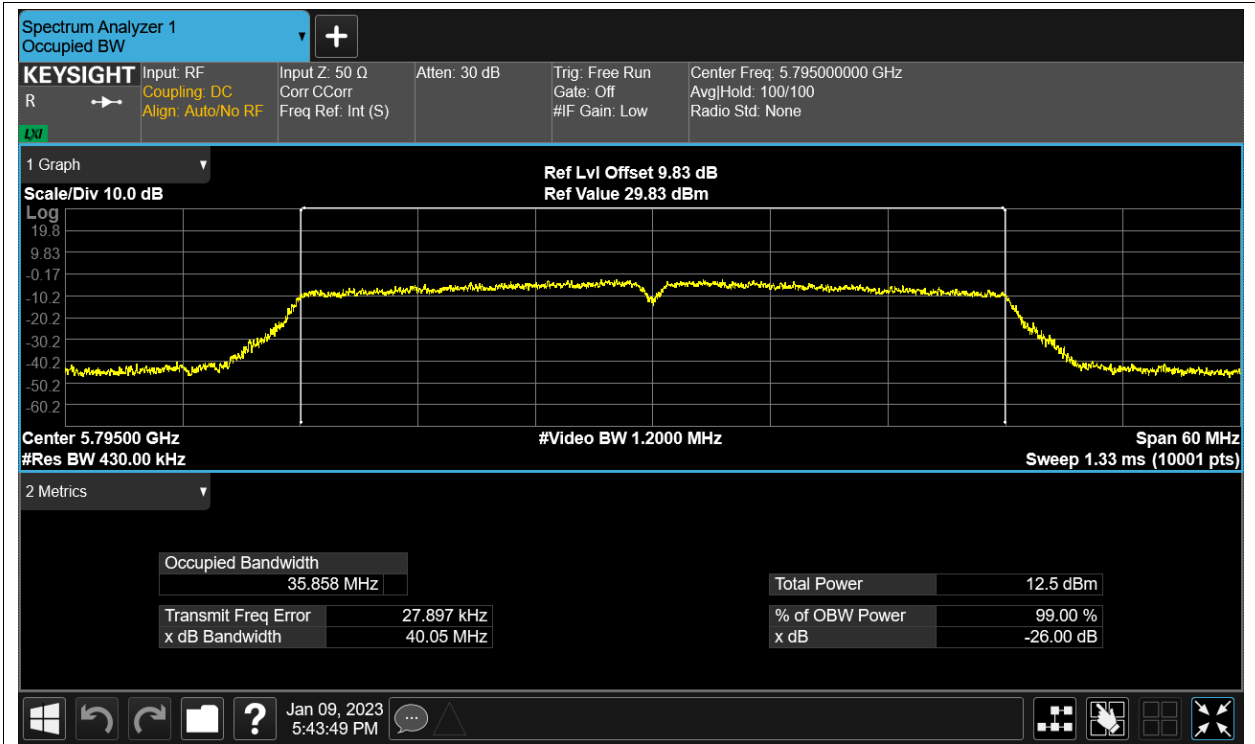 Spectrum Analyzer 1
Occupied BW
KEYSIGHT
R
LXI
Input: RF
Coupling: DC
Align: Auto/No RF
Input Z: 50 Ω
Corr CCorr
Freq Ref: Int (S)
Atten: 30 dB
Trig: Free Run
Gate: Off
#IF Gain: Low
Center Freq: 5.795000000 GHz
Avg|Hold: 100/100
Radio Std: None
1 Graph
Scale/Div 10.0 dB
Ref Lvl Offset 9.83 dB
Ref Value 29.83 dBm
Log
19.8
9.83
-0.17
-10.2
-20.2
-30.2
-40.2
-50.2
-60.2
Center 5.79500 GHz
#Video BW 1.2000 MHz
Span 60 MHz
#Res BW 430.00 kHz
Sweep 1.33 ms (10001 pts)
2 Metrics
Occupied Bandwidth
35.858 MHz
Transmit Freq Error 27.897 kHz
x dB Bandwidth 40.05 MHz
Total Power 12.5 dBm
% of OBW Power 99.00 %
x dB -26.00 dB
Jan 09, 2023
5:43:49 PM